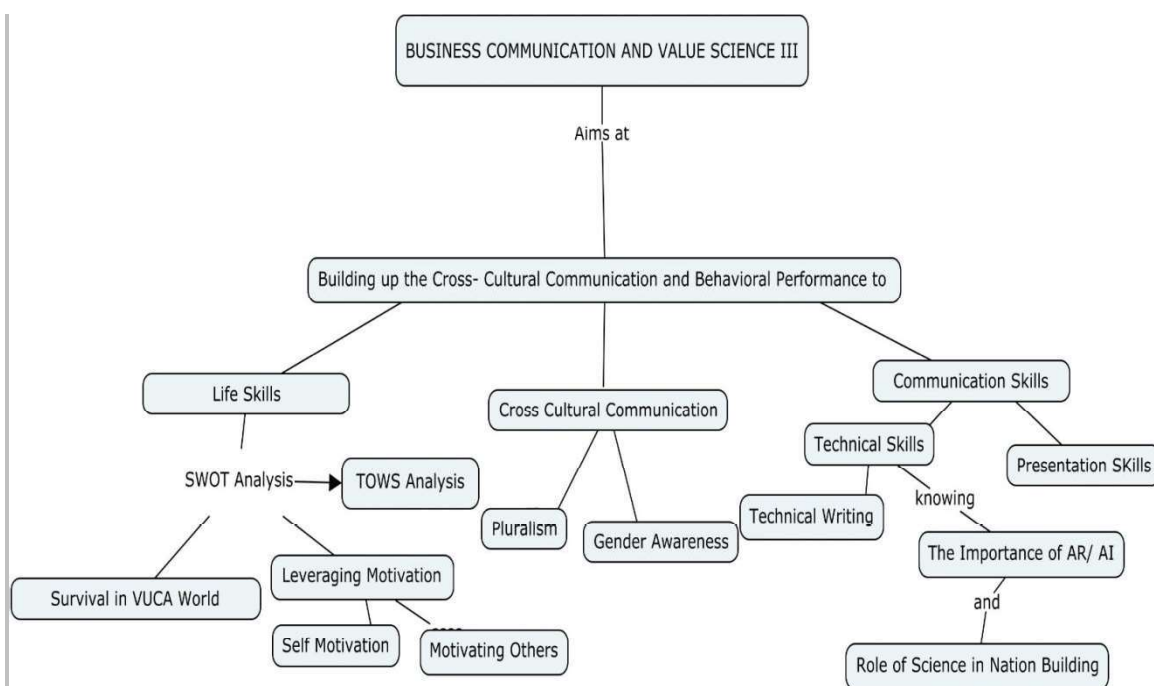 BUSINESS COMMUNICATION AND VALUE SCIENCE III
Aims at
Building up the Cross- Cultural Communication and Behavioral Performance to
Life Skills
Cross Cultural Communication
Communication Skills
SWOT Analysis
TOWS Analysis
Technical Skills
Presentation SKills
knowing
Pluralism
Gender Awareness
Technical Writing
The Importance of AR/ AI
Survival in VUCA World
Leveraging Motivation
and
Self Motivation
Motivating Others
Role of Science in Nation Building